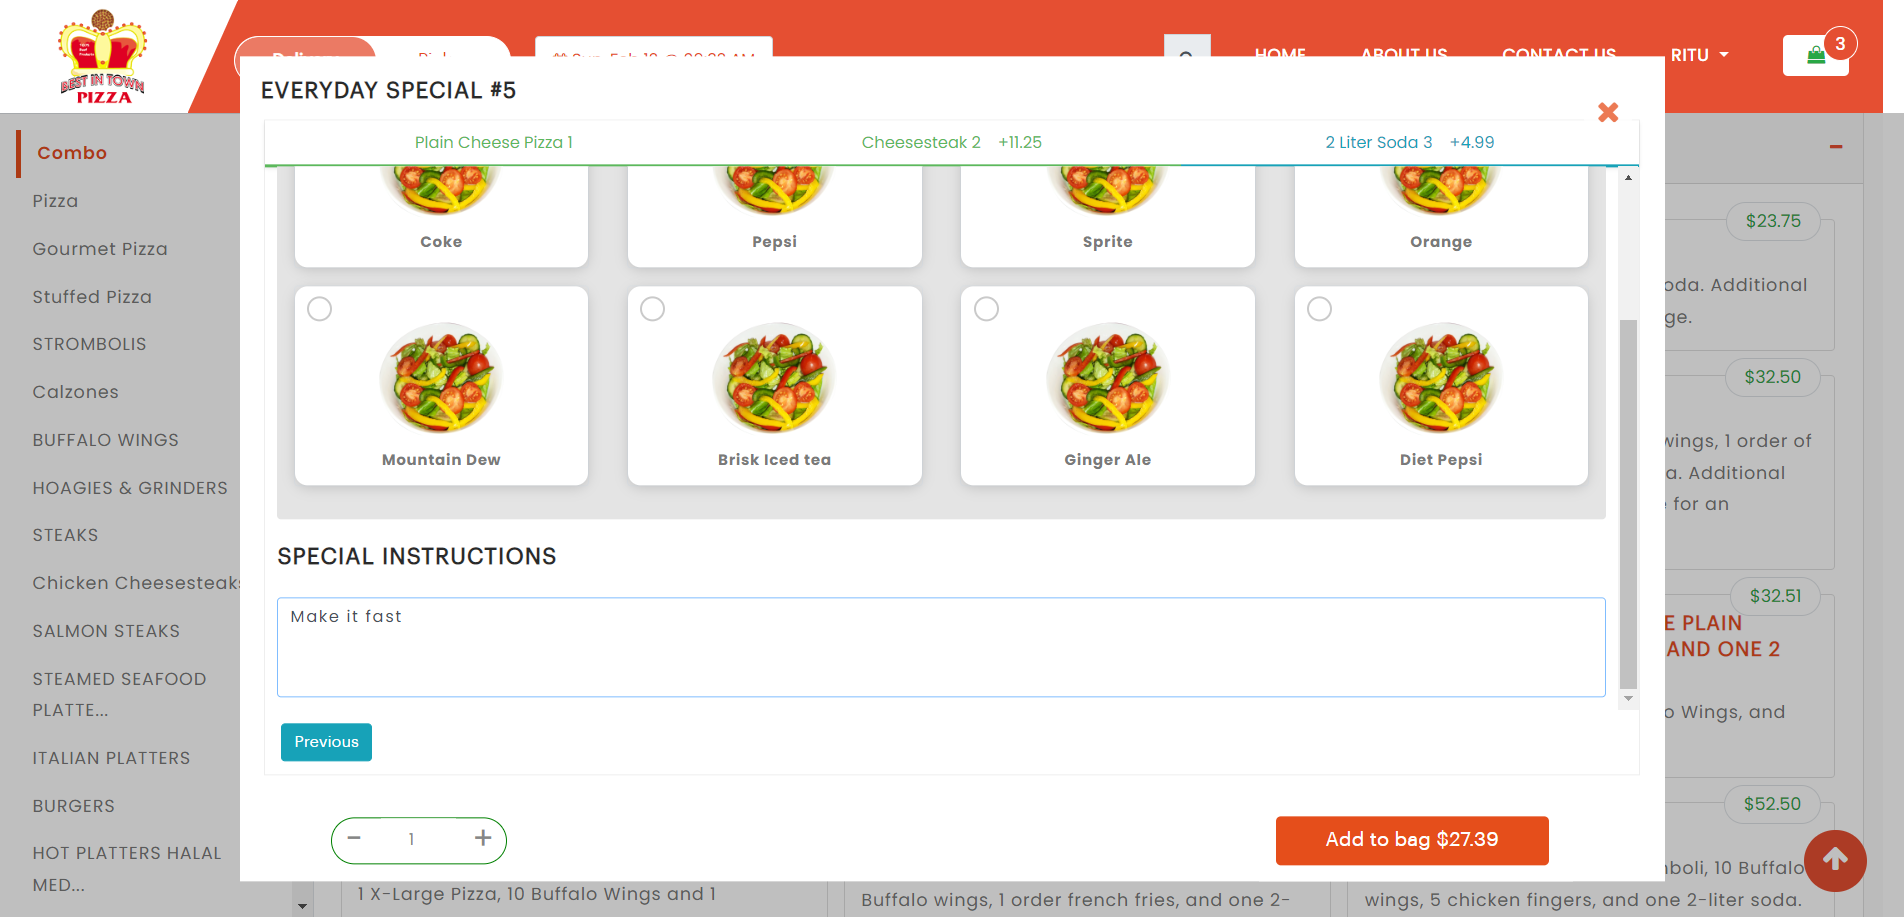 BEST IN TOWN
PIZZA
HOME
ABOUT US
CONTACT US
RITU
3
EVERYDAY SPECIAL #5
Plain Cheese Pizza 1
Cheesesteak 2 +11.25
2 Liter Soda 3 +4.99
Combo
Pizza
Gourmet Pizza
Stuffed Pizza
STROMBOLIS
Calzones
BUFFALO WINGS
HOAGIES & GRINDERS
STEAKS
Chicken Cheesesteaks
SALMON STEAKS
STEAMED SEAFOOD
PLATTE...
ITALIAN PLATTERS
BURGERS
HOT PLATTERS HALAL
MED...
Coke
Pepsi
Sprite
Orange
Mountain Dew
Brisk Iced tea
Ginger Ale
Diet Pepsi
SPECIAL INSTRUCTIONS
Make it fast
Previous
− 1 +
Add to bag $27.39
$23.75
oda. Additional
ge.
$32.50
wings, 1 order of
a. Additional
for an
$32.51
E PLAIN
AND ONE 2
o Wings, and
$52.50
1 X-Large Pizza, 10 Buffalo Wings and 1
Buffalo wings, 1 order french fries, and one 2-
boli, 10 Buffalo
wings, 5 chicken fingers, and one 2-liter soda.